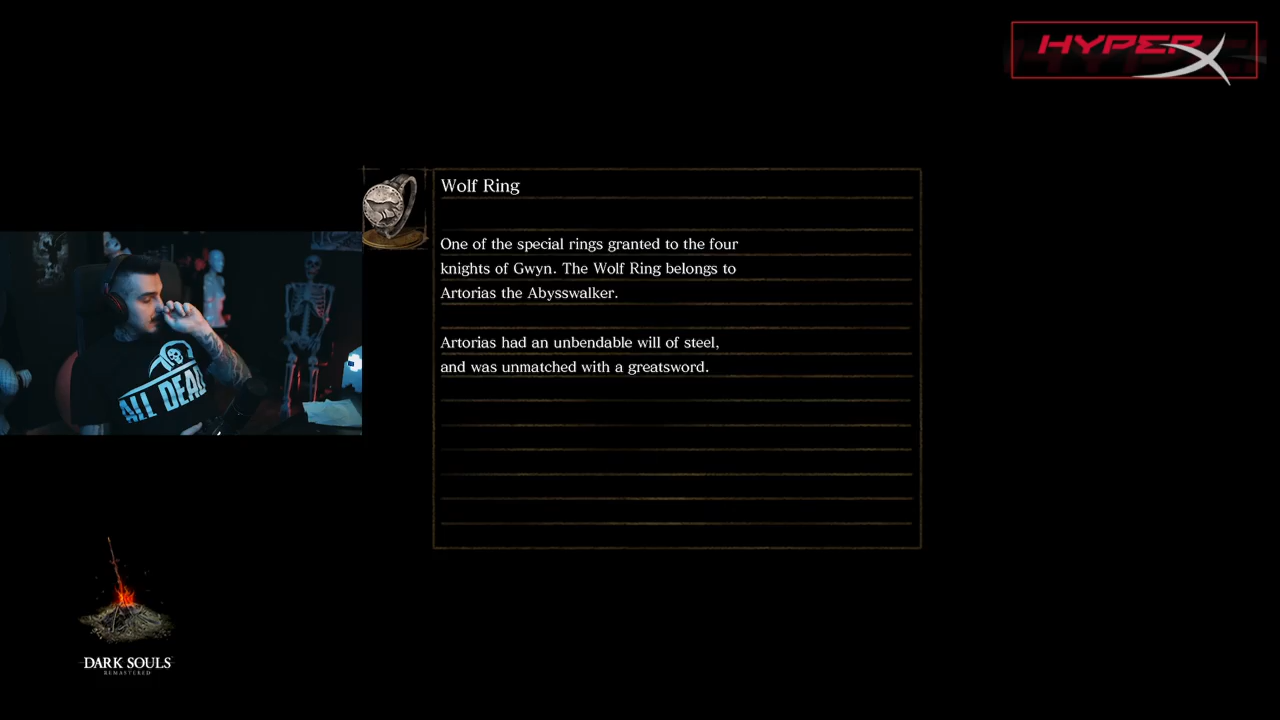 HYPERX
Wolf Ring
One of the special rings granted to the four
knights of Gwyn. The Wolf Ring belongs to
Artorias the Abysswalker.
Artorias had an unbendable will of steel,
and was unmatched with a greatsword.
ALL DEAD
DARK SOULS
REMASTERED